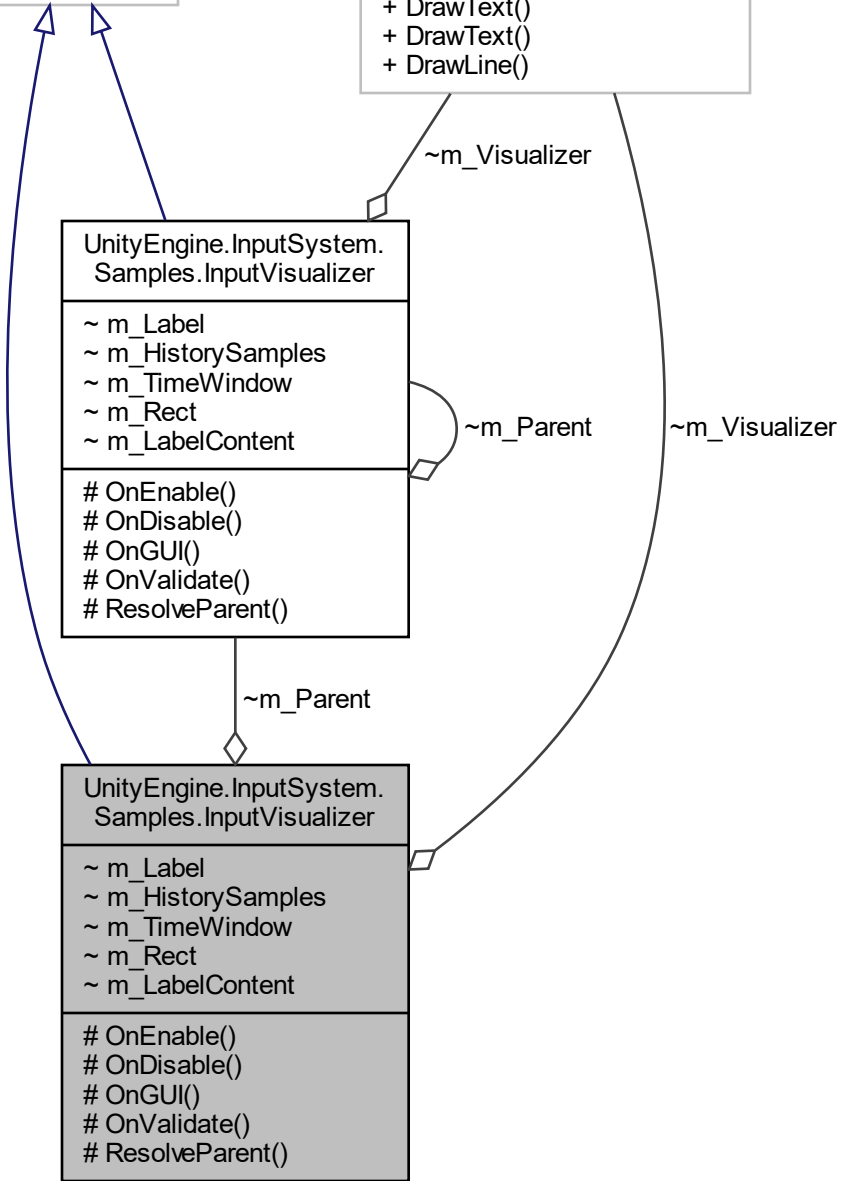 + DrawText()
+ DrawText()
+ DrawLine()
~m_Visualizer
UnityEngine.InputSystem.
Samples.InputVisualizer
~ m_Label
~ m_HistorySamples
~ m_TimeWindow
~ m_Rect
~ m_LabelContent
# OnEnable()
# OnDisable()
# OnGUI()
# OnValidate()
# ResolveParent()
~m_Parent
~m_Visualizer
~m_Parent
UnityEngine.InputSystem.
Samples.InputVisualizer
~ m_Label
~ m_HistorySamples
~ m_TimeWindow
~ m_Rect
~ m_LabelContent
# OnEnable()
# OnDisable()
# OnGUI()
# OnValidate()
# ResolveParent()